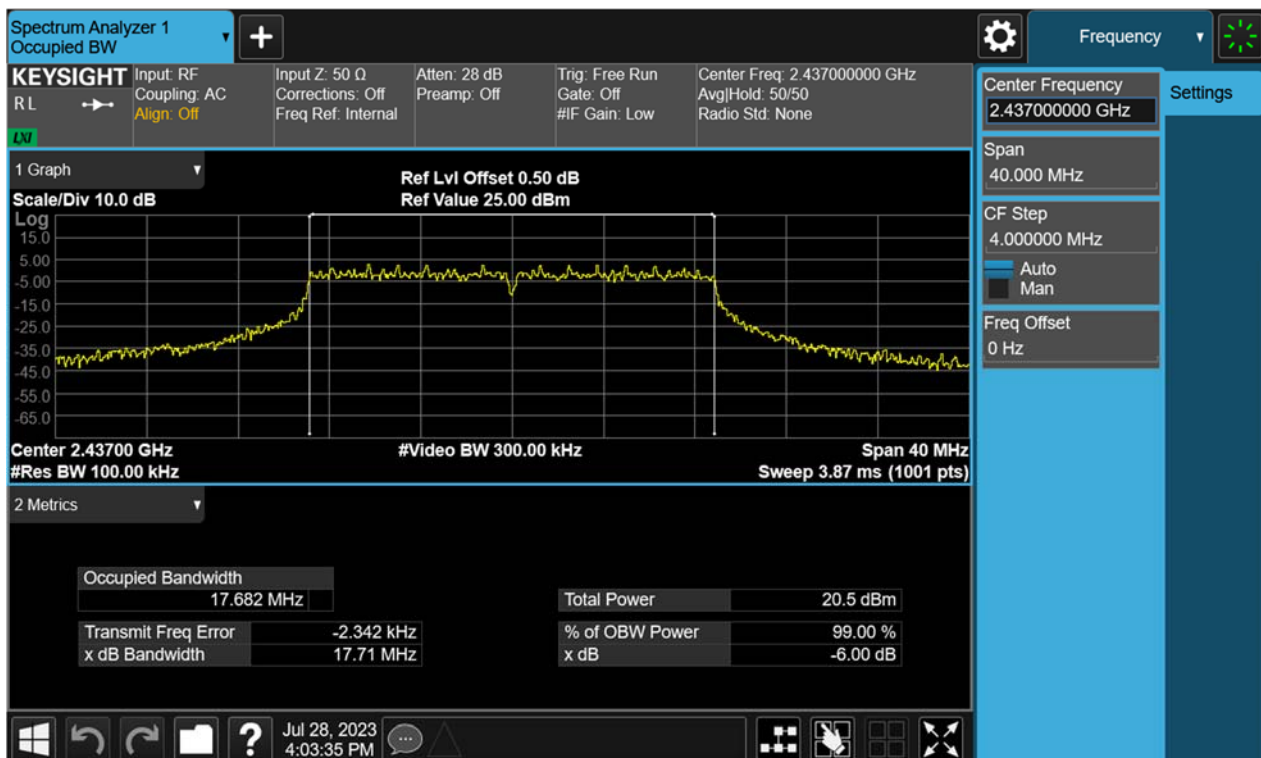 Spectrum Analyzer 1
Occupied BW
+
Frequency
KEYSIGHT
R L
LXI
Input: RF
Coupling: AC
Align: Off
Input Z: 50 Ω
Corrections: Off
Freq Ref: Internal
Atten: 28 dB
Preamp: Off
Trig: Free Run
Gate: Off
#IF Gain: Low
Center Freq: 2.437000000 GHz
Avg|Hold: 50/50
Radio Std: None
Center Frequency
2.437000000 GHz
Settings
Span
40.000 MHz
CF Step
4.000000 MHz
Auto
Man
Freq Offset
0 Hz
1 Graph
Scale/Div 10.0 dB
Ref Lvl Offset 0.50 dB
Ref Value 25.00 dBm
Log
15.0
5.00
-5.00
-15.0
-25.0
-35.0
-45.0
-55.0
-65.0
Center 2.43700 GHz
#Video BW 300.00 kHz
Span 40 MHz
#Res BW 100.00 kHz
Sweep 3.87 ms (1001 pts)
2 Metrics
Occupied Bandwidth
17.682 MHz
Total Power 20.5 dBm
Transmit Freq Error -2.342 kHz
% of OBW Power 99.00 %
x dB Bandwidth 17.71 MHz
x dB -6.00 dB
?
Jul 28, 2023
4:03:35 PM